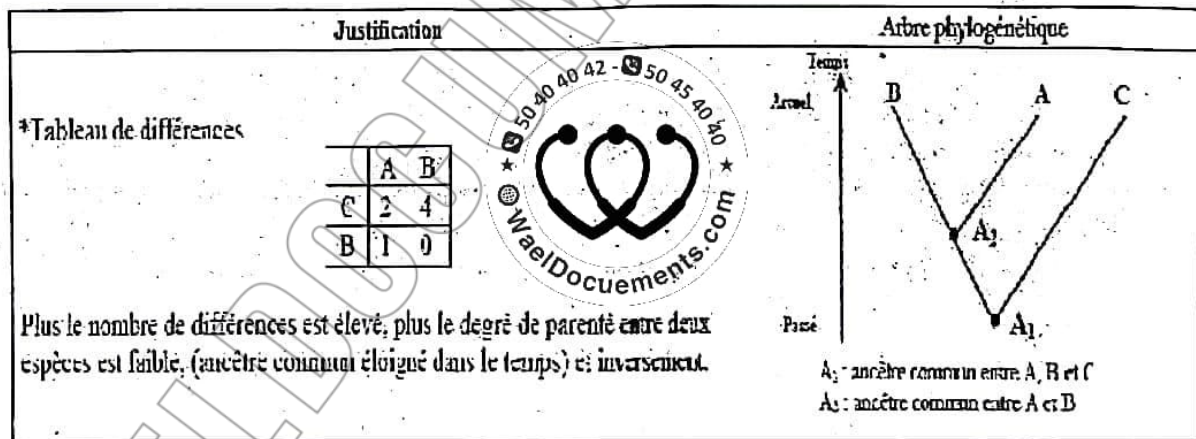 Justification
Arbre phylogénétique
*Tableau de différences
A B
C 2 4
B 1 0
Plus le nombre de différences est élevé, plus le degré de parenté entre deux
espèces est faible, (ancêtre commun éloigné dans le temps) et inversement.
50 40 40 42 - 50 45 40 40
WaelDocuements.com
Temps
Actuel
B A C
A₂
Passé
A₁
A₁ : ancêtre commun entre A, B et C
A₂ : ancêtre commun entre A et B